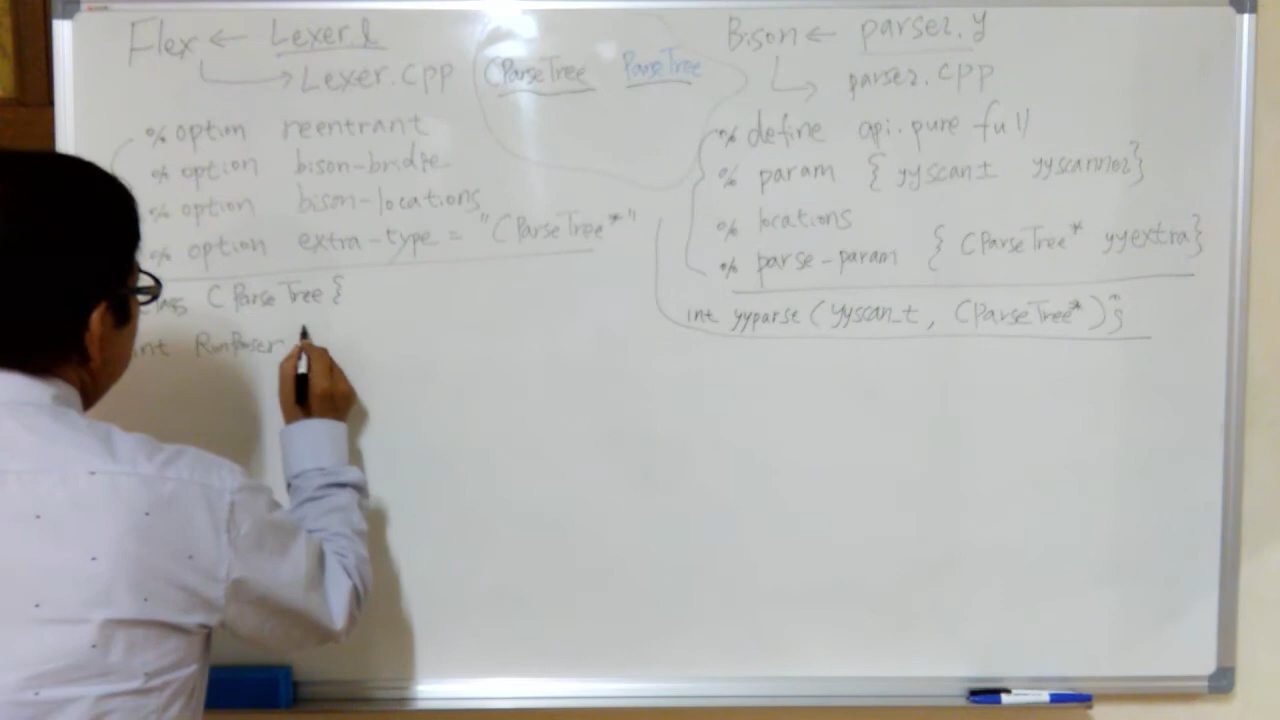 Flex ← Lexer.l
→ Lexer.cpp
CParseTree ParseTree
% option reentrant
% option bison-bridge
% option bison-locations
% option extra-type = "CParseTree*"
CParseTree {
int RunParser
Bison ← parser.y
parser.cpp
% define api.pure full
% param { yyscan_t yyscanner}
% locations
% parse-param { CParseTree* yyextra}
int yyparse (yyscan_t, CParseTree*);